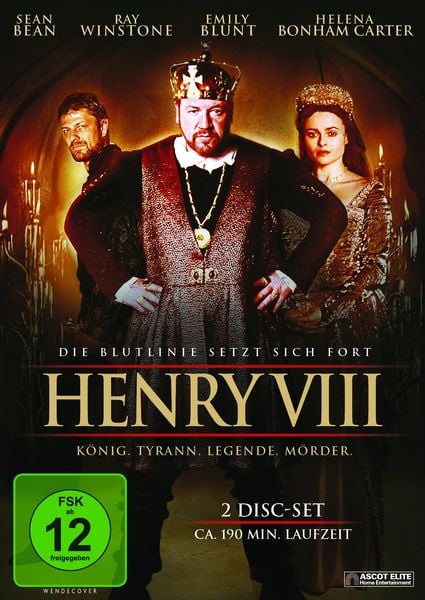 SEAN BEAN
RAY WINSTONE
EMILY BLUNT
HELENA BONHAM CARTER
DIE BLUTLINIE SETZT SICH FORT
HENRY VIII
KÖNIG. TYRANN. LEGENDE. MÖRDER.
FSK
ab
12
freigegeben
WENDECOVER
2 DISC-SET
CA. 190 MIN. LAUFZEIT
ASCOT ELITE
Home Entertainment